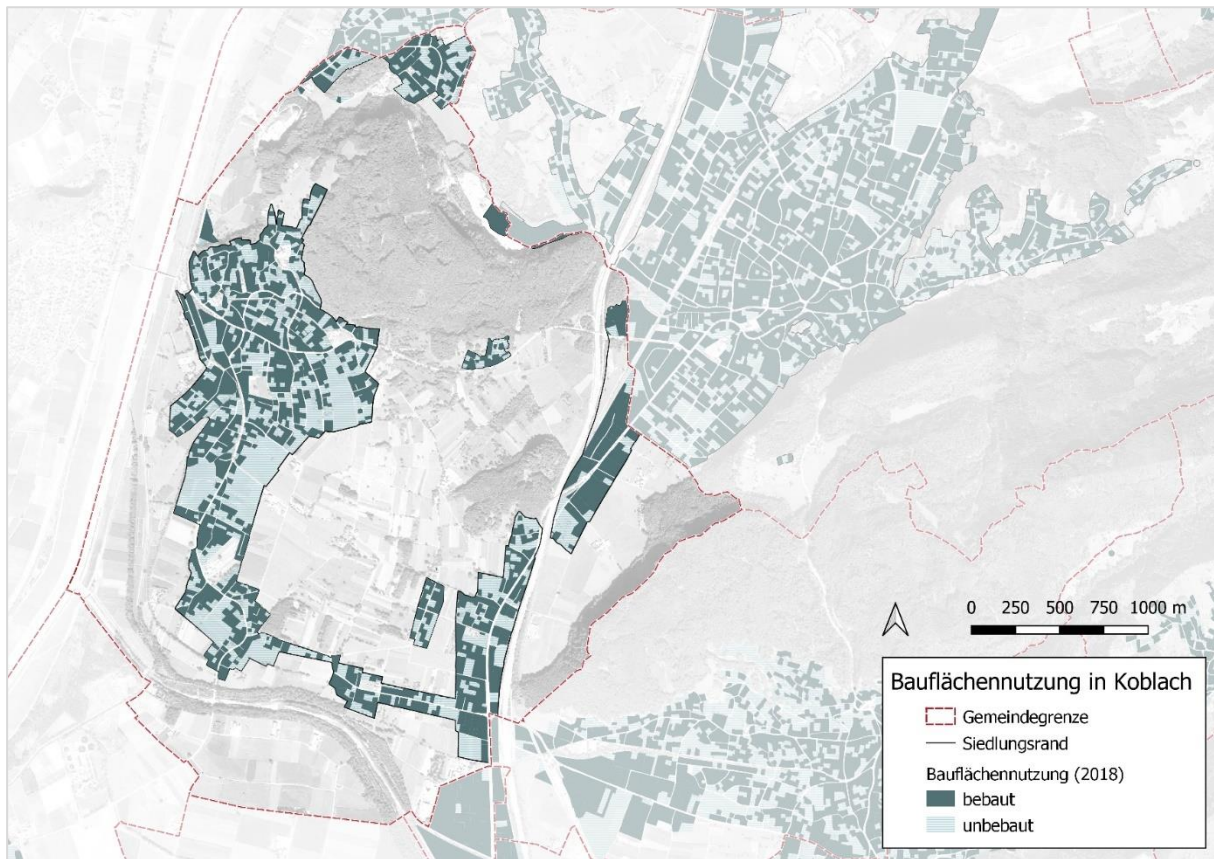 0 250 500 750 1000 m
Bauflächennutzung in Koblach
Gemeindegrenze
Siedlungsrand
Bauflächennutzung (2018)
bebaut
unbebaut